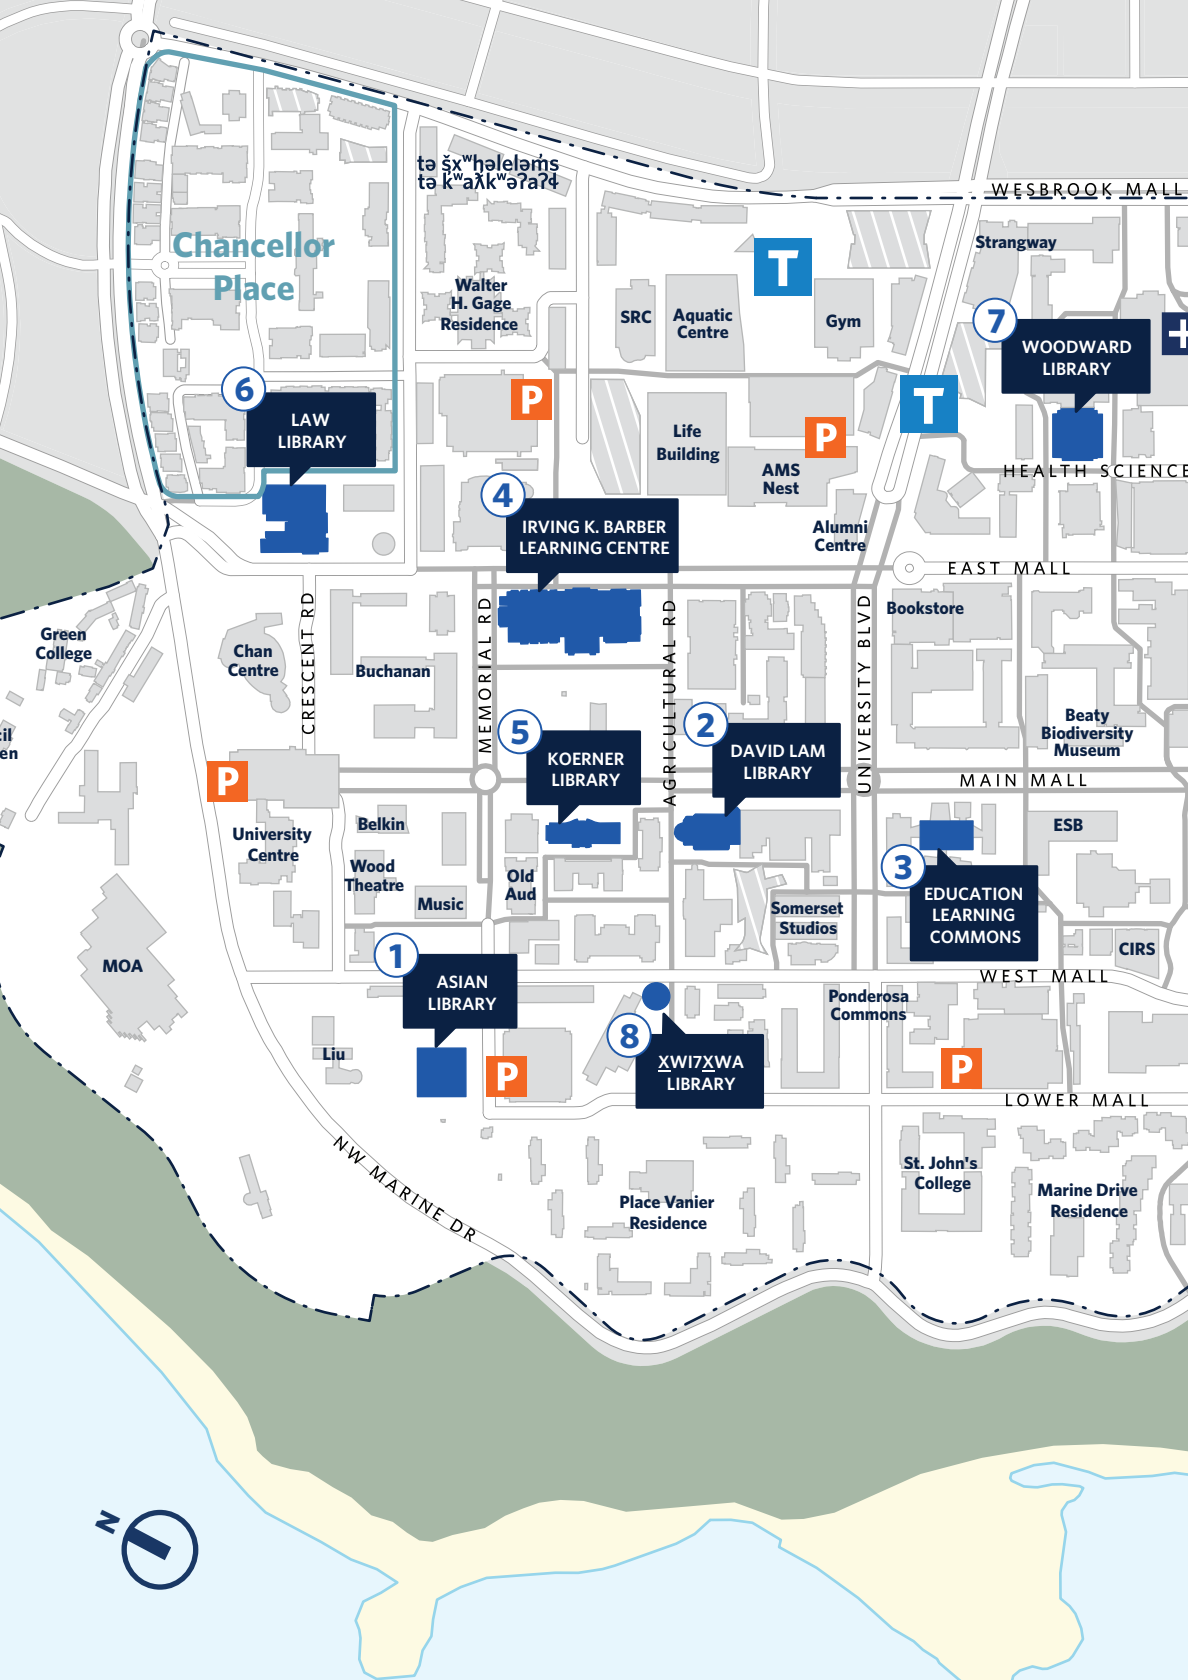 WESBROOK MALL
tə šxʷhəleləm̓s
tə kʷaƛkʷəʔaʔɬ
Chancellor
Place
Strangway
T
Walter
H. Gage
Residence
SRC
Aquatic
Centre
Gym
7
WOODWARD
LIBRARY
6
LAW
LIBRARY
P
T
P
Life
Building
AMS
Nest
HEALTH SCIENCE
4
IRVING K. BARBER
LEARNING CENTRE
Alumni
Centre
EAST MALL
Green
College
Chan
Centre
CRESCENT RD
Buchanan
MEMORIAL RD
AGRICULTURAL RD
UNIVERSITY BLVD
Bookstore
Beaty
Biodiversity
Museum
5
KOERNER
LIBRARY
2
DAVID LAM
LIBRARY
P
MAIN MALL
University
Centre
Belkin
Wood
Theatre
Music
Old
Aud
ESB
3
EDUCATION
LEARNING
COMMONS
Somerset
Studios
CIRS
MOA
1
ASIAN
LIBRARY
WEST MALL
Ponderosa
Commons
8
X̲WI7X̲WA
LIBRARY
Liu
P
P
LOWER MALL
NW MARINE DR
St. John's
College
Place Vanier
Residence
Marine Drive
Residence
N